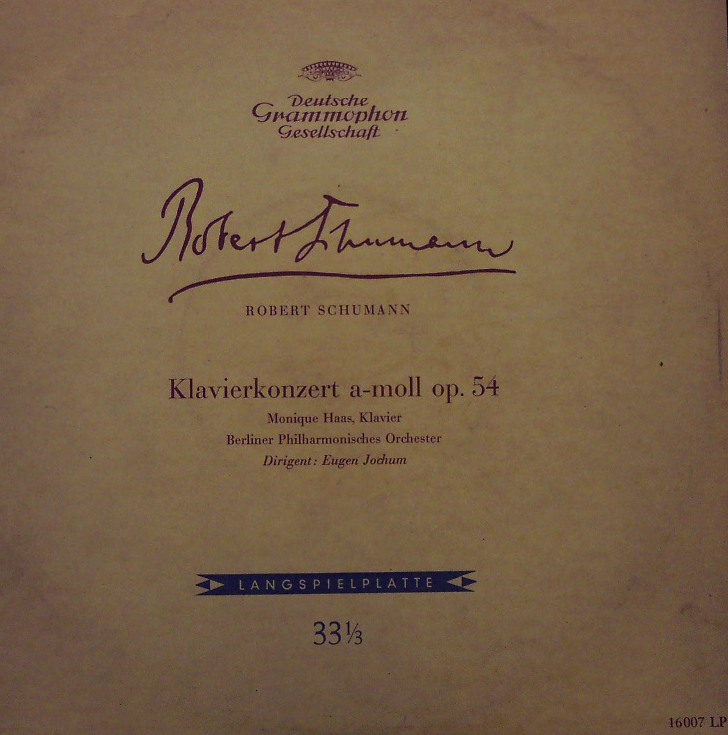 Deutsche
Grammophon
Gesellschaft
Robert Schumann
ROBERT SCHUMANN
Klavierkonzert a-moll op. 54
Monique Haas, Klavier
Berliner Philharmonisches Orchester
Dirigent: Eugen Jochum
LANGSPIELPLATTE
33⅓
16007 LP